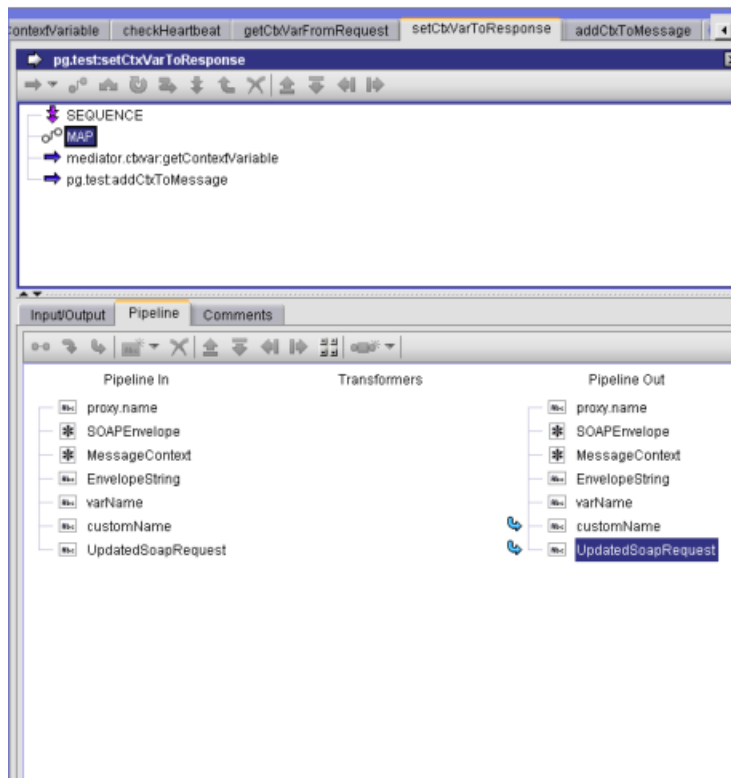 ontextVariable checkHeartbeat getCtxVarFromRequest setCtxVarToResponse addCtxToMessage
pg.test:setCtxVarToResponse
SEQUENCE
MAP
mediator.ctxvar:getContextVariable
pg.test:addCtxToMessage
Input/Output Pipeline Comments
Pipeline In Transformers Pipeline Out
proxy.name proxy.name
SOAPEnvelope SOAPEnvelope
MessageContext MessageContext
EnvelopeString EnvelopeString
varName varName
customName customName
UpdatedSoapRequest UpdatedSoapRequest